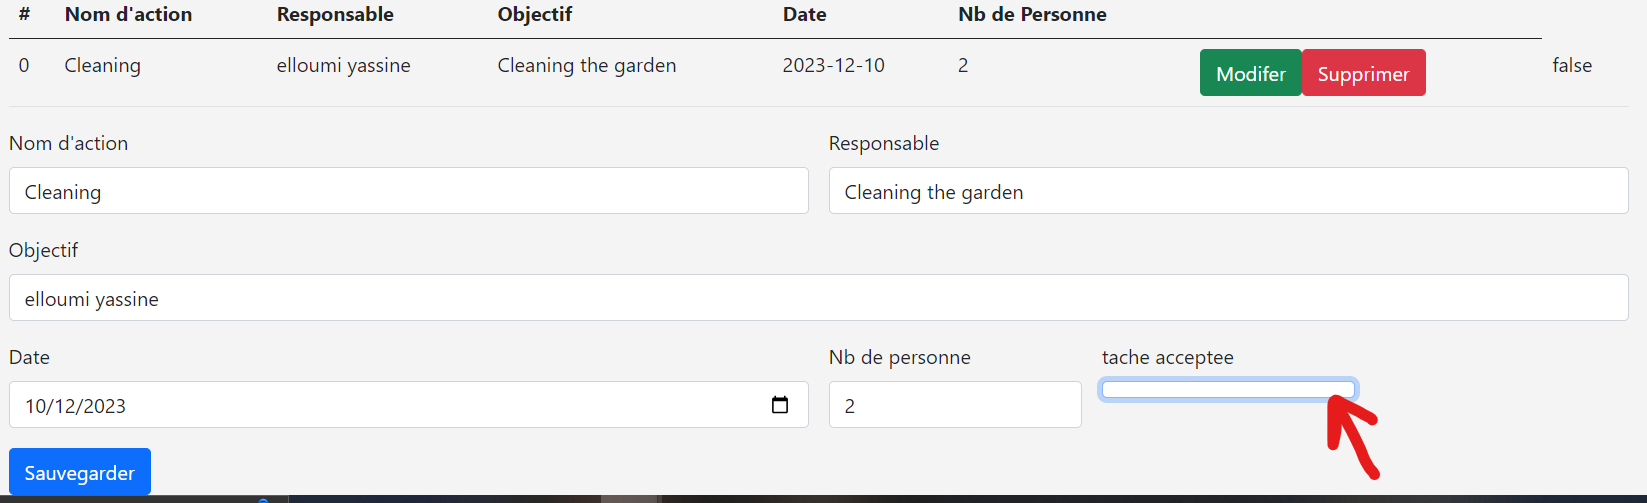 # Nom d'action Responsable Objectif Date Nb de Personne
0 Cleaning elloumi yassine Cleaning the garden 2023-12-10 2 Modifer Supprimer false
Nom d'action Responsable
Cleaning Cleaning the garden
Objectif
elloumi yassine
Date Nb de personne tache acceptee
10/12/2023 2
Sauvegarder